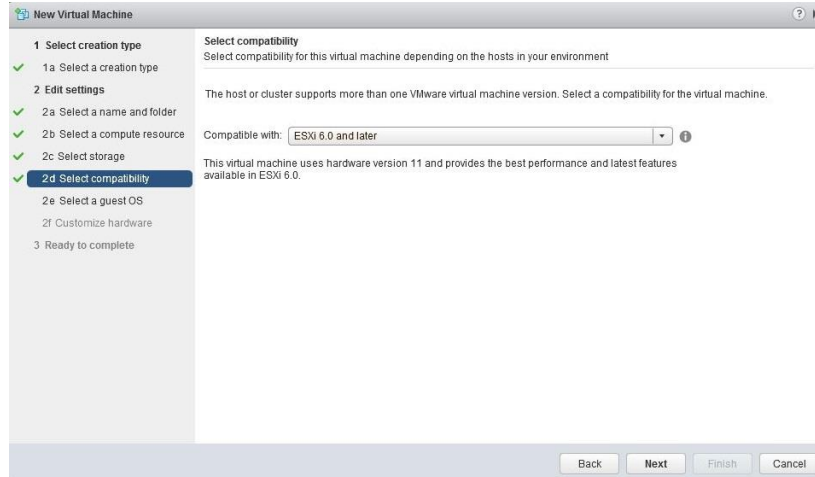 New Virtual Machine
?
1 Select creation type
1a Select a creation type
2 Edit settings
2a Select a name and folder
2b Select a compute resource
2c Select storage
2d Select compatibility
2e Select a guest OS
2f Customize hardware
3 Ready to complete
Select compatibility
Select compatibility for this virtual machine depending on the hosts in your environment
The host or cluster supports more than one VMware virtual machine version. Select a compatibility for the virtual machine.
Compatible with: ESXi 6.0 and later
This virtual machine uses hardware version 11 and provides the best performance and latest features
available in ESXi 6.0.
Back Next Finish Cancel